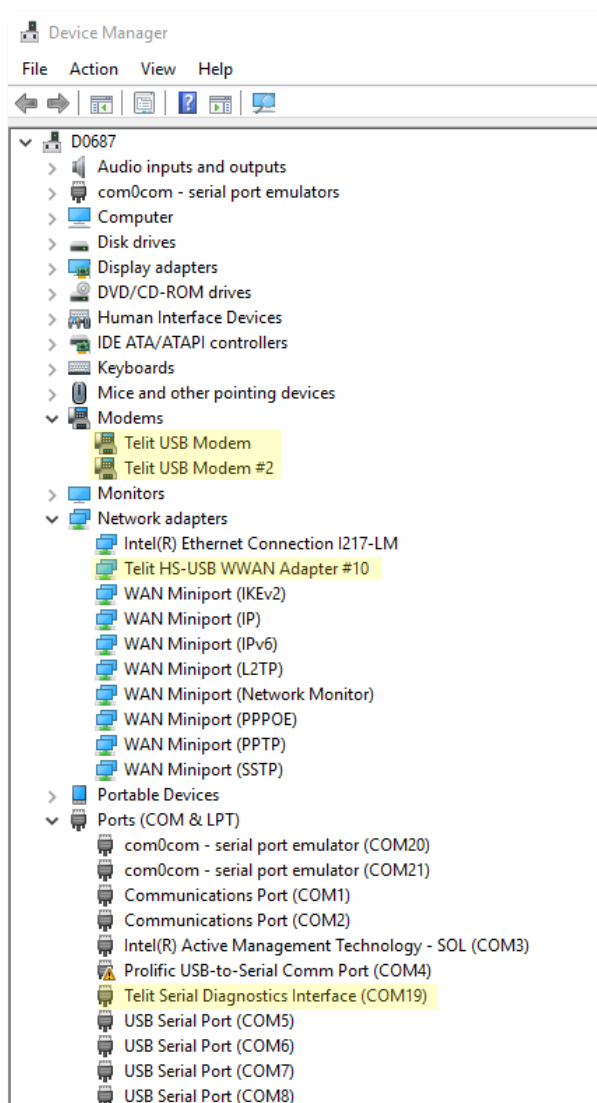 Device Manager
File Action View Help
D0687
Audio inputs and outputs
com0com - serial port emulators
Computer
Disk drives
Display adapters
DVD/CD-ROM drives
Human Interface Devices
IDE ATA/ATAPI controllers
Keyboards
Mice and other pointing devices
Modems
Telit USB Modem
Telit USB Modem #2
Monitors
Network adapters
Intel(R) Ethernet Connection I217-LM
Telit HS-USB WWAN Adapter #10
WAN Miniport (IKEv2)
WAN Miniport (IP)
WAN Miniport (IPv6)
WAN Miniport (L2TP)
WAN Miniport (Network Monitor)
WAN Miniport (PPPOE)
WAN Miniport (PPTP)
WAN Miniport (SSTP)
Portable Devices
Ports (COM & LPT)
com0com - serial port emulator (COM20)
com0com - serial port emulator (COM21)
Communications Port (COM1)
Communications Port (COM2)
Intel(R) Active Management Technology - SOL (COM3)
Prolific USB-to-Serial Comm Port (COM4)
Telit Serial Diagnostics Interface (COM19)
USB Serial Port (COM5)
USB Serial Port (COM6)
USB Serial Port (COM7)
USB Serial Port (COM8)